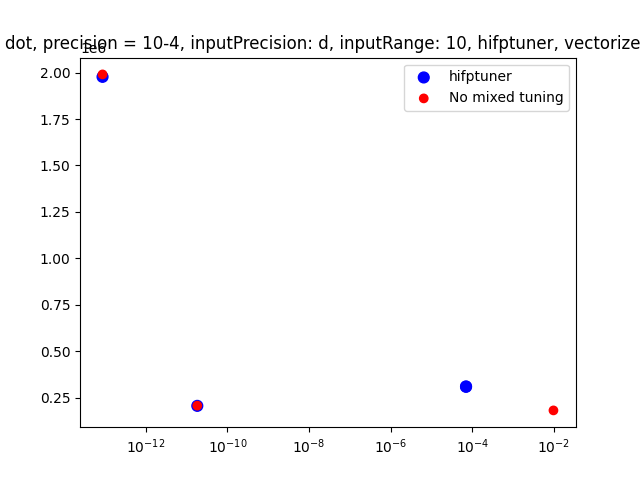 dot, precision = 10-4, inputPrecision: d, inputRange: 10, hifptuner, vectorize
1e6
2.00
1.75
1.50
1.25
1.00
0.75
0.50
0.25
hifptuner
No mixed tuning
10⁻¹² 10⁻¹⁰ 10⁻⁸ 10⁻⁶ 10⁻⁴ 10⁻²